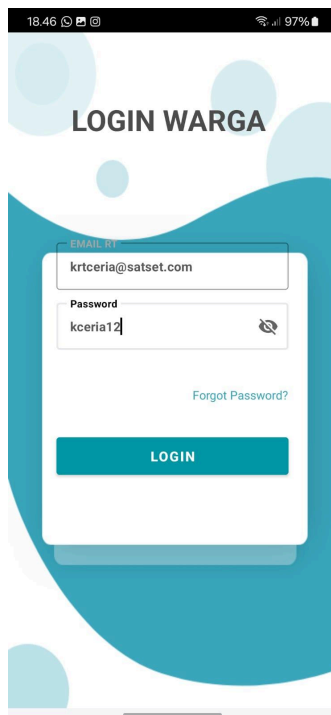 18.46 97%
LOGIN WARGA
EMAIL RT
krtceria@satset.com
Password
kceria12
Forgot Password?
LOGIN